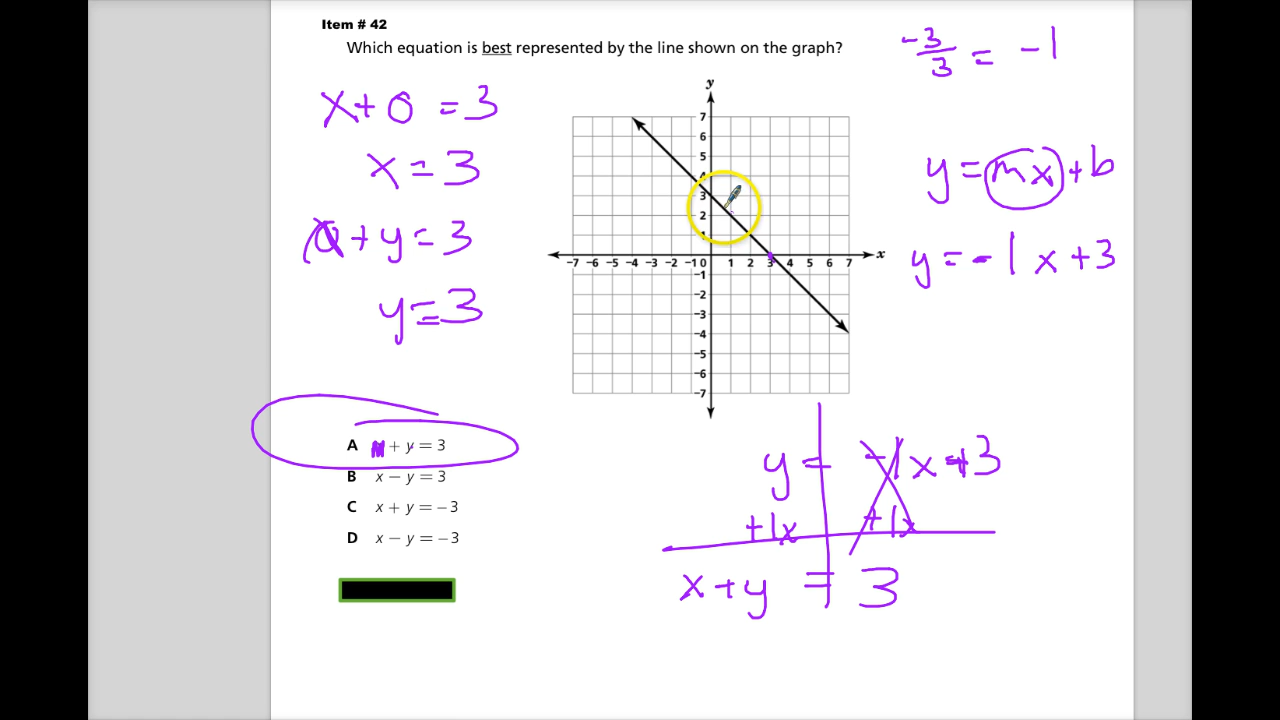 Item # 42
Which equation is best represented by the line shown on the graph?
x + 0 = 3
x = 3
+ y = 3
y = 3
-3/3 = -1
y = mx + b
y = -1x + 3
y
7
6
5
4
3
2
1
-7 -6 -5 -4 -3 -2 -1 0 1 2 3 4 5 6 7 x
-1
-2
-3
-4
-5
-6
-7
A + y = 3
B x − y = 3
C x + y = −3
D x − y = −3
y = -1x + 3
+1x +1x
x + y = 3